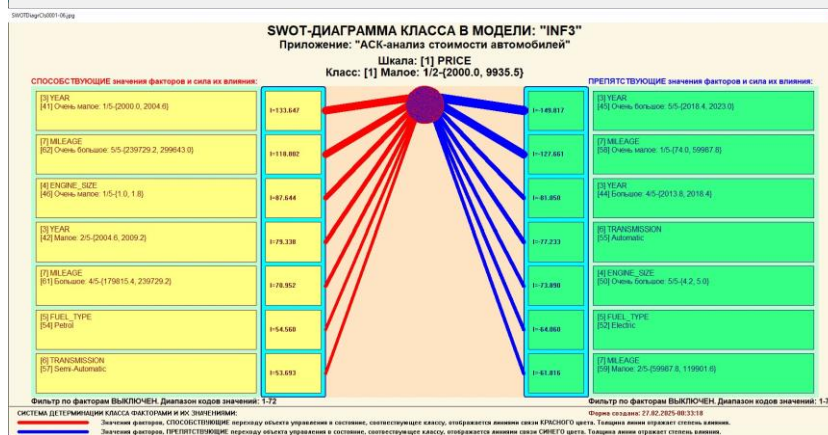 SWOTDiagrCls0001-06.jpg
SWOT-ДИАГРАММА КЛАССА В МОДЕЛИ: "INF3"
Приложение: "АСК-анализ стоимости автомобилей"
Шкала: [1] PRICE
Класс: [1] Малое: 1/2-{2000.0, 9935.5}
СПОСОБСТВУЮЩИЕ значения факторов и сила их влияния:
[3] YEAR
[41] Очень малое: 1/5-{2000.0, 2004.6}
I=133.647
[7] MILEAGE
[62] Очень большое: 5/5-{239729.2, 299643.0}
I=118.002
[4] ENGINE_SIZE
[46] Очень малое: 1/5-{1.0, 1.8}
I=87.644
[3] YEAR
[42] Малое: 2/5-{2004.6, 2009.2}
I=79.330
[7] MILEAGE
[61] Большое: 4/5-{179815.4, 239729.2}
I=70.952
[5] FUEL_TYPE
[54] Petrol
I=54.560
[6] TRANSMISSION
[57] Semi-Automatic
I=53.693
ПРЕПЯТСТВУЮЩИЕ значения факторов и сила их влияния:
I=-149.817
[3] YEAR
[45] Очень большое: 5/5-{2018.4, 2023.0}
I=-127.661
[7] MILEAGE
[58] Очень малое: 1/5-{74.0, 59987.8}
I=-81.050
[3] YEAR
[44] Большое: 4/5-{2013.8, 2018.4}
I=-77.233
[6] TRANSMISSION
[55] Automatic
I=-73.090
[4] ENGINE_SIZE
[50] Очень большое: 5/5-{4.2, 5.0}
I=-64.060
[5] FUEL_TYPE
[52] Electric
I=-61.816
[7] MILEAGE
[59] Малое: 2/5-{59987.8, 119901.6}
Фильтр по факторам ВЫКЛЮЧЕН. Диапазон кодов значений: 1-72
Фильтр по факторам ВЫКЛЮЧЕН. Диапазон кодов значений: 1-7
СИСТЕМА ДЕТЕРМИНАЦИИ КЛАССА ФАКТОРАМИ И ИХ ЗНАЧЕНИЯМИ:
Форма создана: 27.02.2025-00:33:18
Значения факторов, СПОСОБСТВУЮЩИЕ переходу объекта управления в состояние, соответствующее классу, отображается линиями связи КРАСНОГО цвета. Толщина линии отражает степень влияния.
Значения факторов, ПРЕПЯТСТВУЮЩИЕ переходу объекта управления в состояние, соответствующее классу, отображается линиями связи СИНЕГО цвета. Толщина линии отражает степень влияния.